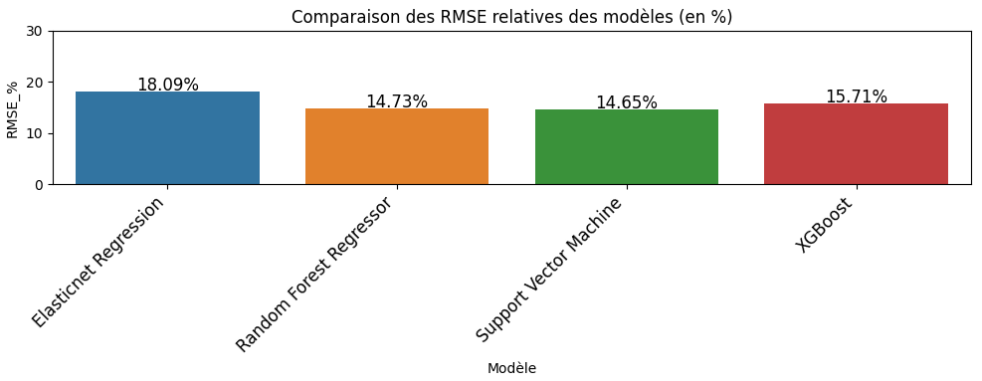 Comparaison des RMSE relatives des modèles (en %)
30
20
10
0
RMSE_%
18.09%
14.73%
14.65%
15.71%
Elasticnet Regression
Random Forest Regressor
Support Vector Machine
XGBoost
Modèle